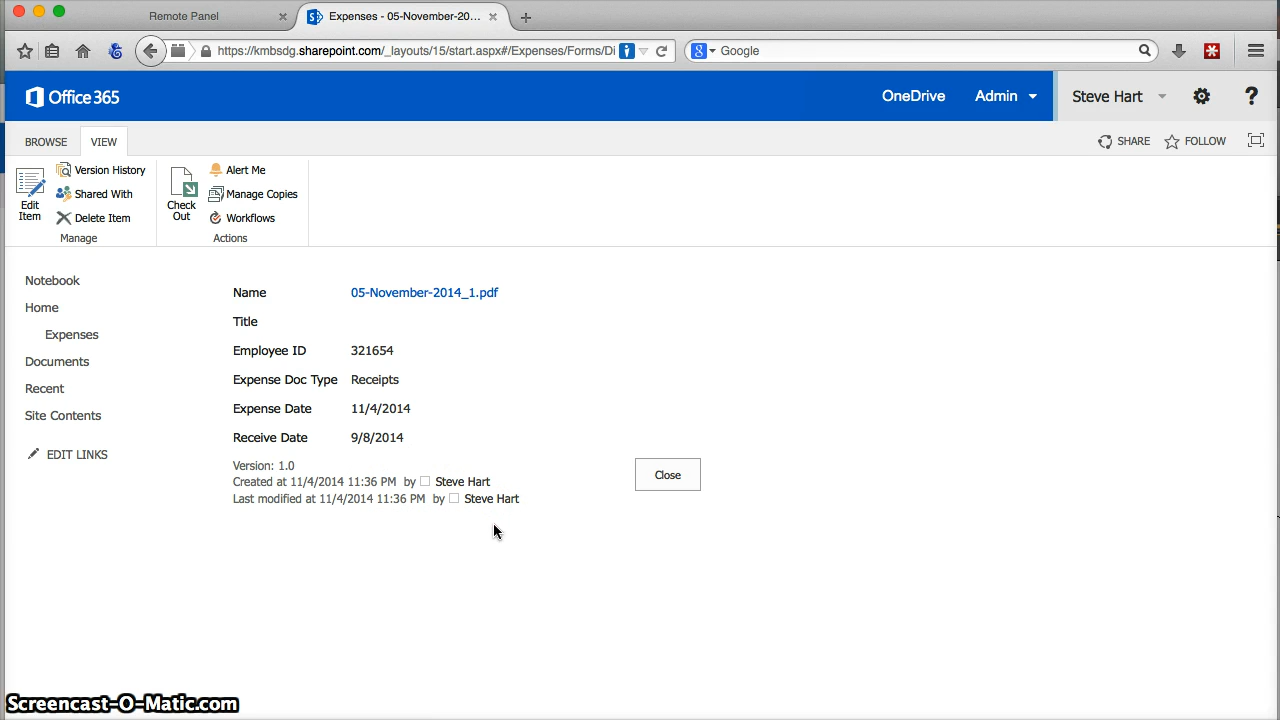 Remote Panel
Expenses - 05-November-20...
https://kmbsdg.sharepoint.com/_layouts/15/start.aspx#/Expenses/Forms/Di
Google
Office 365
OneDrive
Admin
Steve Hart
?
BROWSE
VIEW
SHARE
FOLLOW
Edit Item
Version History
Shared With
Delete Item
Manage
Check Out
Alert Me
Manage Copies
Workflows
Actions
Notebook
Home
Expenses
Documents
Recent
Site Contents
EDIT LINKS
Name 05-November-2014_1.pdf
Title
Employee ID 321654
Expense Doc Type Receipts
Expense Date 11/4/2014
Receive Date 9/8/2014
Version: 1.0
Created at 11/4/2014 11:36 PM by Steve Hart
Last modified at 11/4/2014 11:36 PM by Steve Hart
Close
Screencast-O-Matic.com